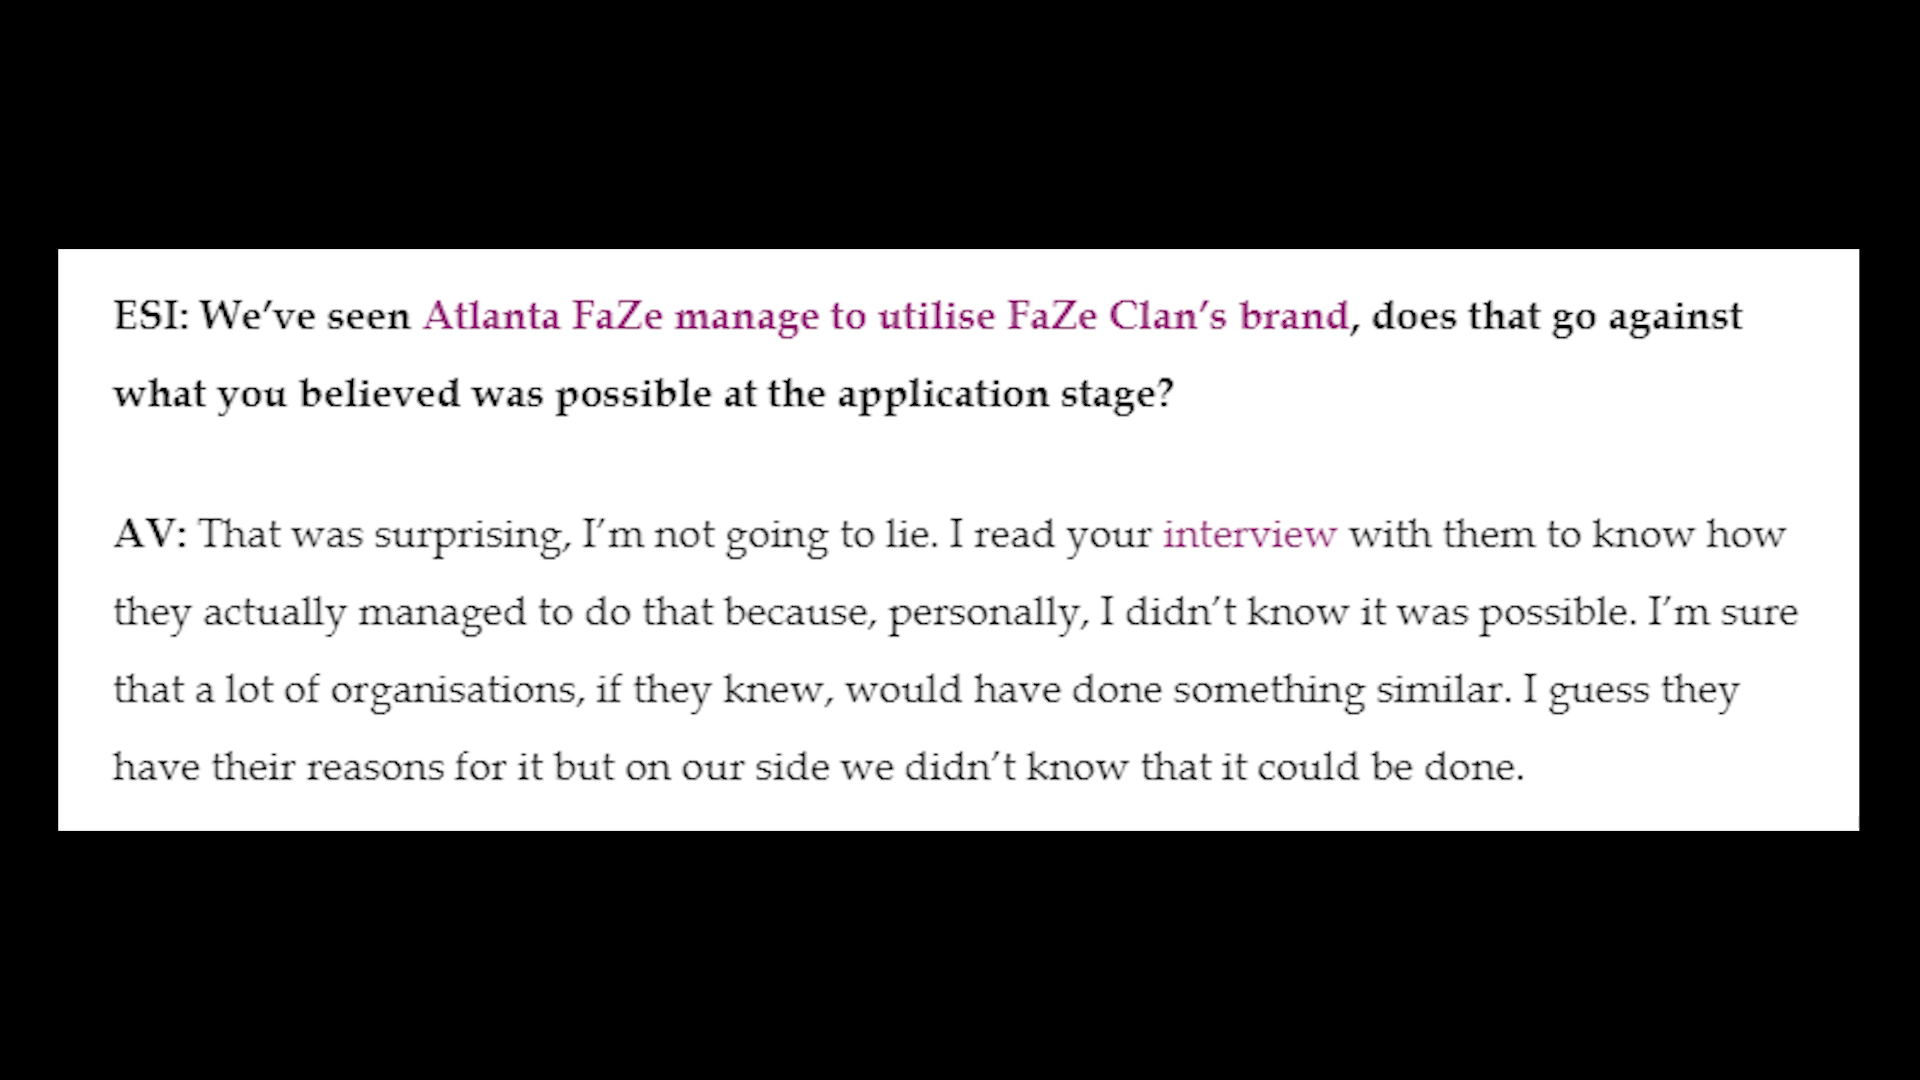 ESI: We've seen Atlanta FaZe manage to utilise FaZe Clan's brand, does that go against
what you believed was possible at the application stage?
AV: That was surprising, I'm not going to lie. I read your interview with them to know how
they actually managed to do that because, personally, I didn't know it was possible. I'm sure
that a lot of organisations, if they knew, would have done something similar. I guess they
have their reasons for it but on our side we didn't know that it could be done.